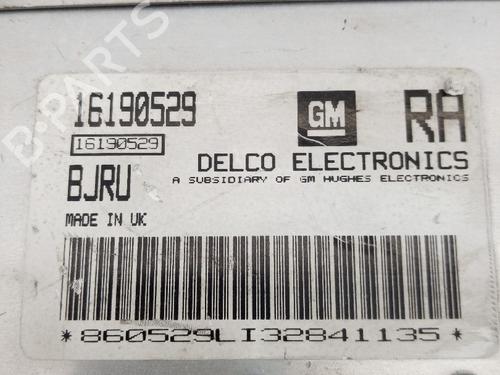 16190529
GM
RA
16190529
DELCO ELECTRONICS
BJRU
A SUBSIDIARY OF GM HUGHES ELECTRONICS
MADE IN UK
*860529LI32841135*
B-PARTS